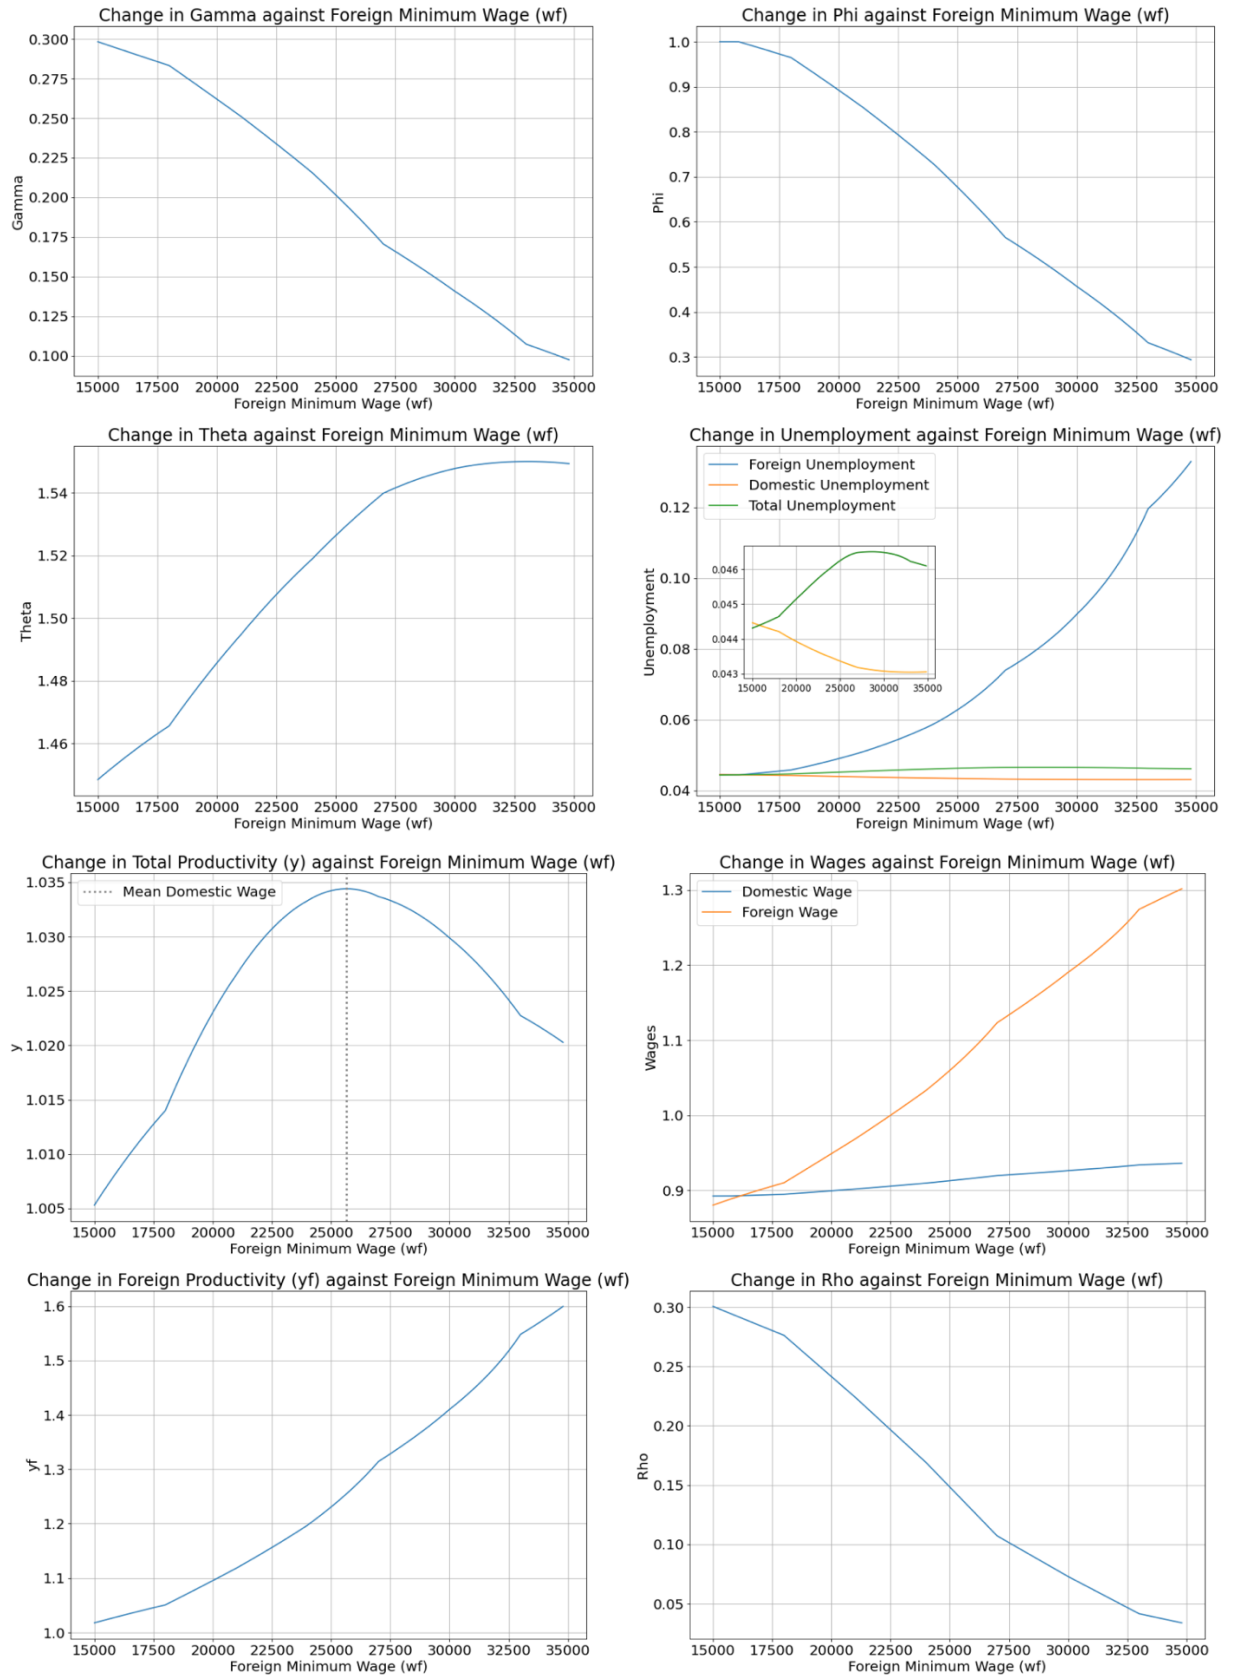 Change in Gamma against Foreign Minimum Wage (wf)
0.300
0.275
0.250
0.225
0.200
0.175
0.150
0.125
0.100
Gamma
15000 17500 20000 22500 25000 27500 30000 32500 35000
Foreign Minimum Wage (wf)
Change in Phi against Foreign Minimum Wage (wf)
1.0
0.9
0.8
0.7
0.6
0.5
0.4
0.3
Phi
15000 17500 20000 22500 25000 27500 30000 32500 35000
Foreign Minimum Wage (wf)
Change in Theta against Foreign Minimum Wage (wf)
1.54
1.52
1.50
1.48
1.46
Theta
15000 17500 20000 22500 25000 27500 30000 32500 35000
Foreign Minimum Wage (wf)
Change in Unemployment against Foreign Minimum Wage (wf)
Foreign Unemployment
Domestic Unemployment
Total Unemployment
0.12
0.10
0.08
0.06
0.04
Unemployment
0.046
0.045
0.044
0.043
15000 20000 25000 30000 35000
15000 17500 20000 22500 25000 27500 30000 32500 35000
Foreign Minimum Wage (wf)
Change in Total Productivity (y) against Foreign Minimum Wage (wf)
Mean Domestic Wage
1.035
1.030
1.025
1.020
1.015
1.010
1.005
y
15000 17500 20000 22500 25000 27500 30000 32500 35000
Foreign Minimum Wage (wf)
Change in Wages against Foreign Minimum Wage (wf)
Domestic Wage
Foreign Wage
1.3
1.2
1.1
1.0
0.9
Wages
15000 17500 20000 22500 25000 27500 30000 32500 35000
Foreign Minimum Wage (wf)
Change in Foreign Productivity (yf) against Foreign Minimum Wage (wf)
1.6
1.5
1.4
1.3
1.2
1.1
1.0
yf
15000 17500 20000 22500 25000 27500 30000 32500 35000
Foreign Minimum Wage (wf)
Change in Rho against Foreign Minimum Wage (wf)
0.30
0.25
0.20
0.15
0.10
0.05
Rho
15000 17500 20000 22500 25000 27500 30000 32500 35000
Foreign Minimum Wage (wf)